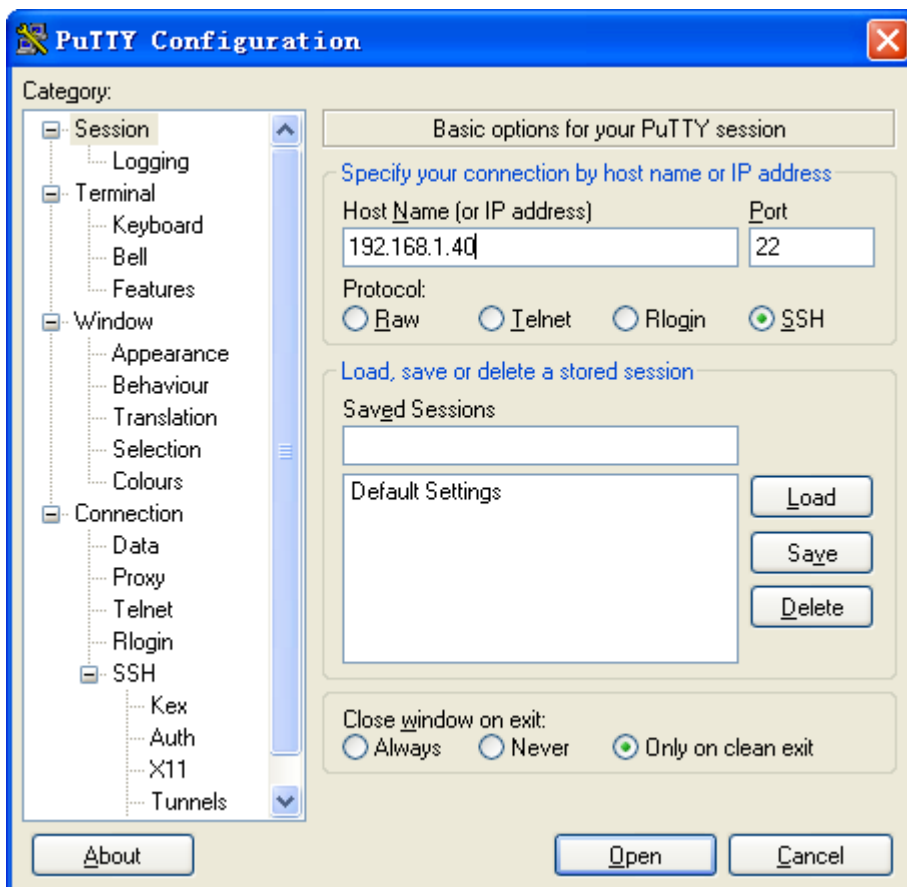 PuTTY Configuration
Category:
Session
Logging
Terminal
Keyboard
Bell
Features
Window
Appearance
Behaviour
Translation
Selection
Colours
Connection
Data
Proxy
Telnet
Rlogin
SSH
Kex
Auth
X11
Tunnels
Basic options for your PuTTY session
Specify your connection by host name or IP address
Host Name (or IP address) Port
192.168.1.40 22
Protocol:
Raw Telnet Rlogin SSH
Load, save or delete a stored session
Saved Sessions
Default Settings
Load
Save
Delete
Close window on exit:
Always Never Only on clean exit
About Open Cancel